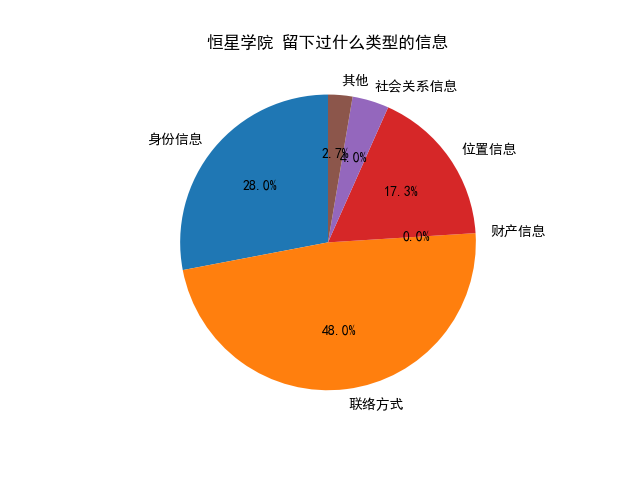 恒星学院 留下过什么类型的信息
其他
社会关系信息
身份信息
位置信息
2.7%
4.0%
28.0%
17.3%
财产信息
0.0%
48.0%
联络方式